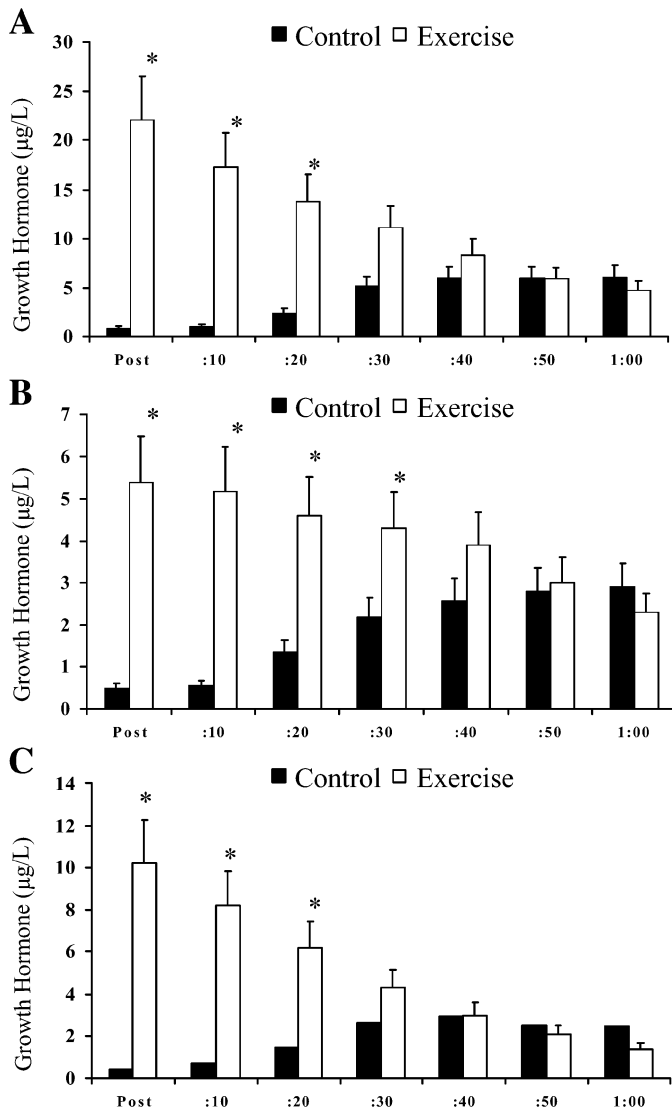 A
■ Control □ Exercise
Growth Hormone (µg/L)
30
25
20
15
10
5
0
* * *
Post :10 :20 :30 :40 :50 1:00
B
■ Control □ Exercise
Growth Hormone (µg/L)
7
6
5
4
3
2
1
0
* * * *
Post :10 :20 :30 :40 :50 1:00
C
■ Control □ Exercise
Growth Hormone (µg/L)
14
12
10
8
6
4
2
0
* * *
Post :10 :20 :30 :40 :50 1:00